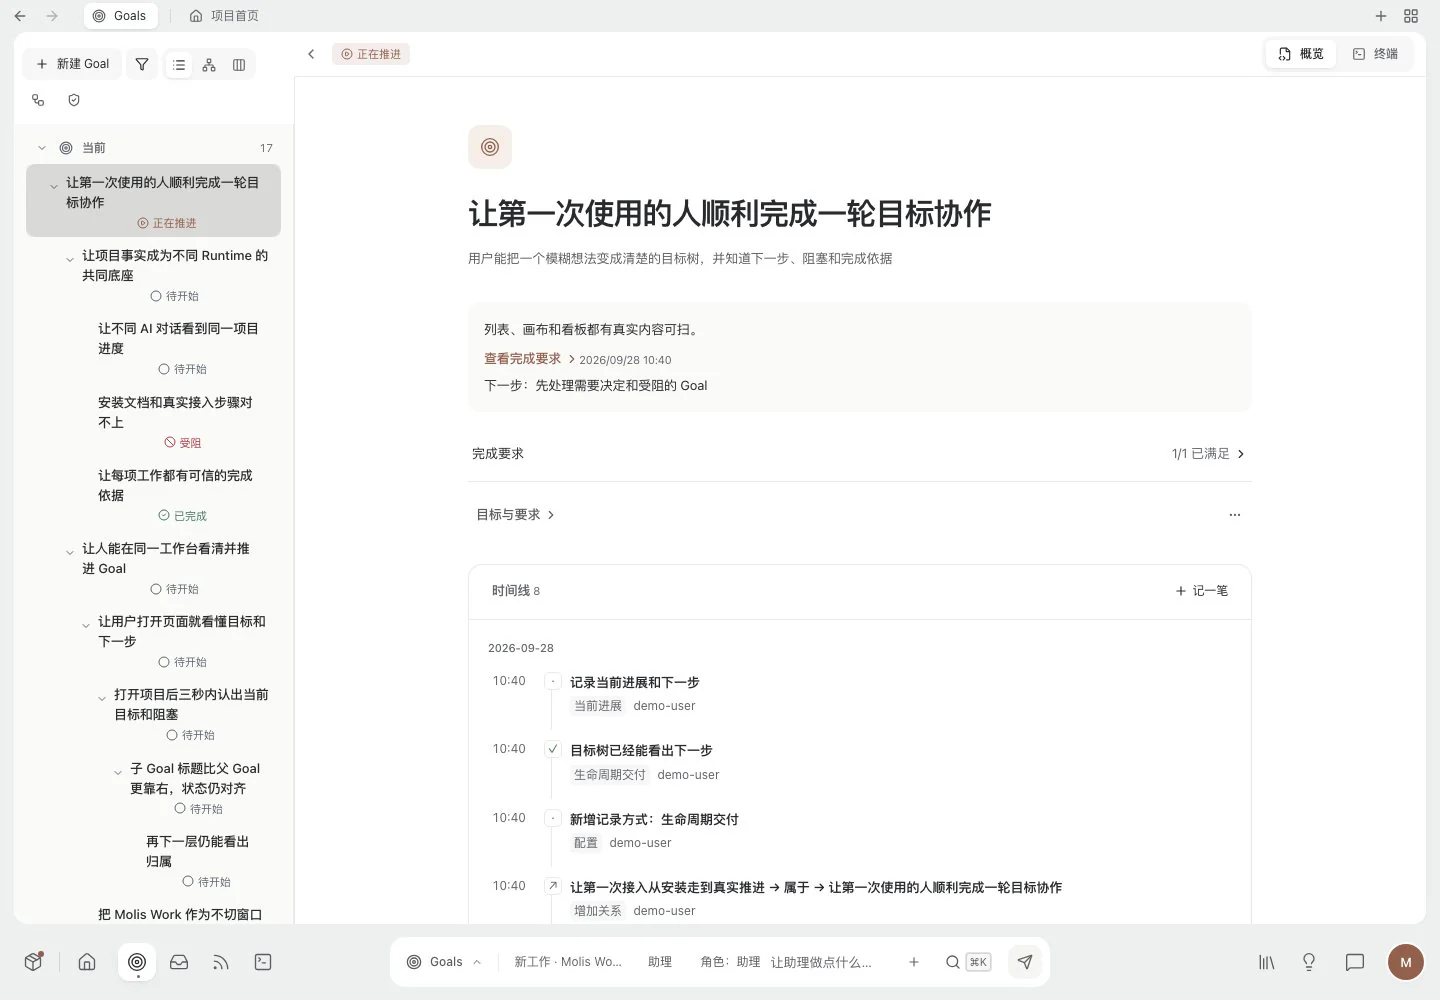 Goals
项目首页
新建 Goal
正在推进
概览
终端
当前
17
让第一次使用的人顺利完成一轮目
标协作
正在推进
让项目事实成为不同 Runtime 的
共同底座
待开始
让不同 AI 对话看到同一项目
进度
待开始
安装文档和真实接入步骤对
不上
受阻
让每项工作都有可信的完成
依据
已完成
让人能在同一工作台看清并推
进 Goal
待开始
让用户打开页面就看懂目标和
下一步
待开始
打开项目后三秒内认出当前
目标和阻塞
待开始
子 Goal 标题比父 Goal
更靠右，状态仍对齐
待开始
再下一层仍能看出
归属
待开始
把 Molis Work 作为不切窗口
让第一次使用的人顺利完成一轮目标协作
用户能把一个模糊想法变成清楚的目标树，并知道下一步、阻塞和完成依据
列表、画布和看板都有真实内容可扫。
查看完成要求 2026/09/28 10:40
下一步：先处理需要决定和受阻的 Goal
完成要求
1/1 已满足
目标与要求
时间线 8
记一笔
2026-09-28
10:40 记录当前进展和下一步
当前进展 demo-user
10:40 目标树已经能看出下一步
生命周期交付 demo-user
10:40 新增记录方式：生命周期交付
配置 demo-user
10:40 让第一次接入从安装走到真实推进 → 属于 → 让第一次使用的人顺利完成一轮目标协作
增加关系 demo-user
Goals
新工作 · Molis Wo...
助理
角色：助理
让助理做点什么...
⌘K
M